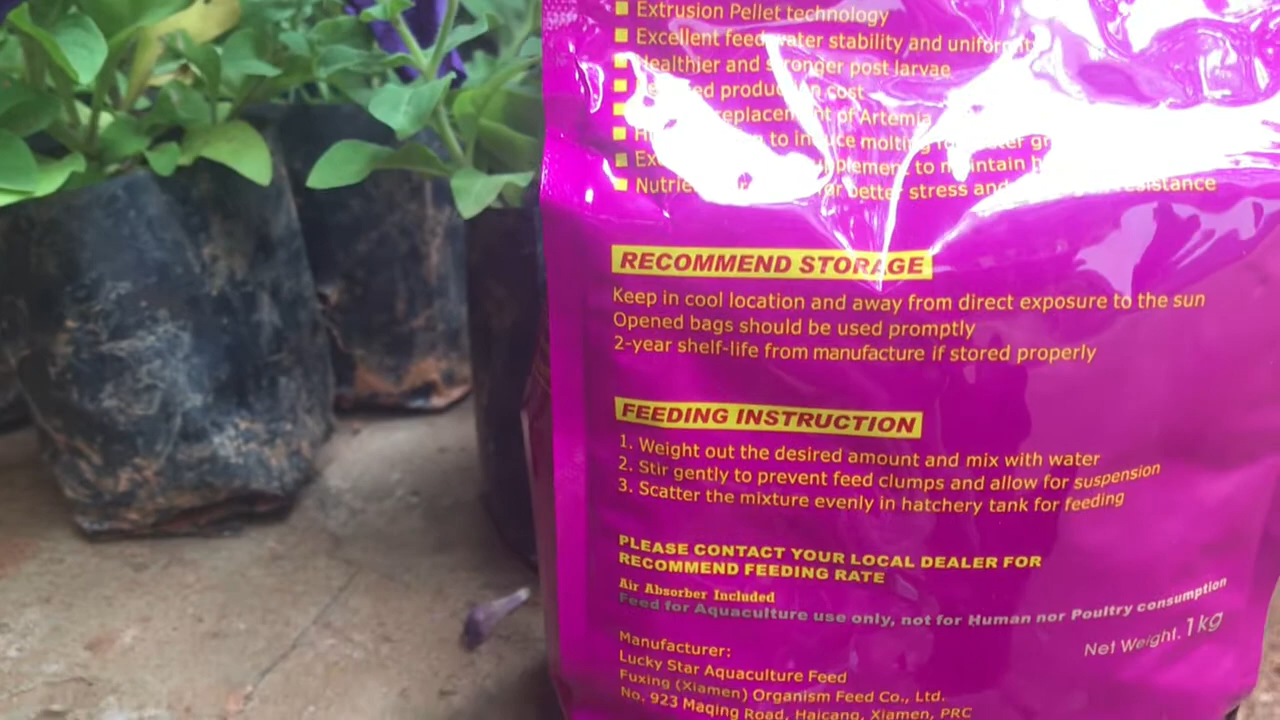 Extrusion Pellet technology
Excellent feed water stability and uniformity
Healthier and stronger post larvae
cost
of Artemia
to induce molting for
to maintain
for better stress and resistance
RECOMMEND STORAGE
Keep in cool location and away from direct exposure to the sun
Opened bags should be used promptly
2-year shelf-life from manufacture if stored properly
FEEDING INSTRUCTION
1. Weight out the desired amount and mix with water
2. Stir gently to prevent feed clumps and allow for suspension
3. Scatter the mixture evenly in hatchery tank for feeding
PLEASE CONTACT YOUR LOCAL DEALER FOR
RECOMMEND FEEDING RATE
Air Absorber Included
Feed for Aquaculture use only, not for Human nor Poultry consumption
Net Weight. 1kg
Manufacturer:
Lucky Star Aquaculture Feed
Fuxing (Xiamen) Organism Feed Co., Ltd.
No. 923 Maqing Road, Haicang, Xiamen, PRC